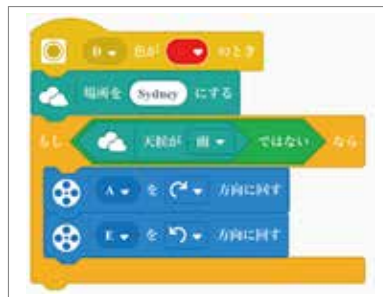 D 色が のとき
場所を Sydney にする
もし 天候が 雨 ではない なら
A を 方向に回す
E を 方向に回す